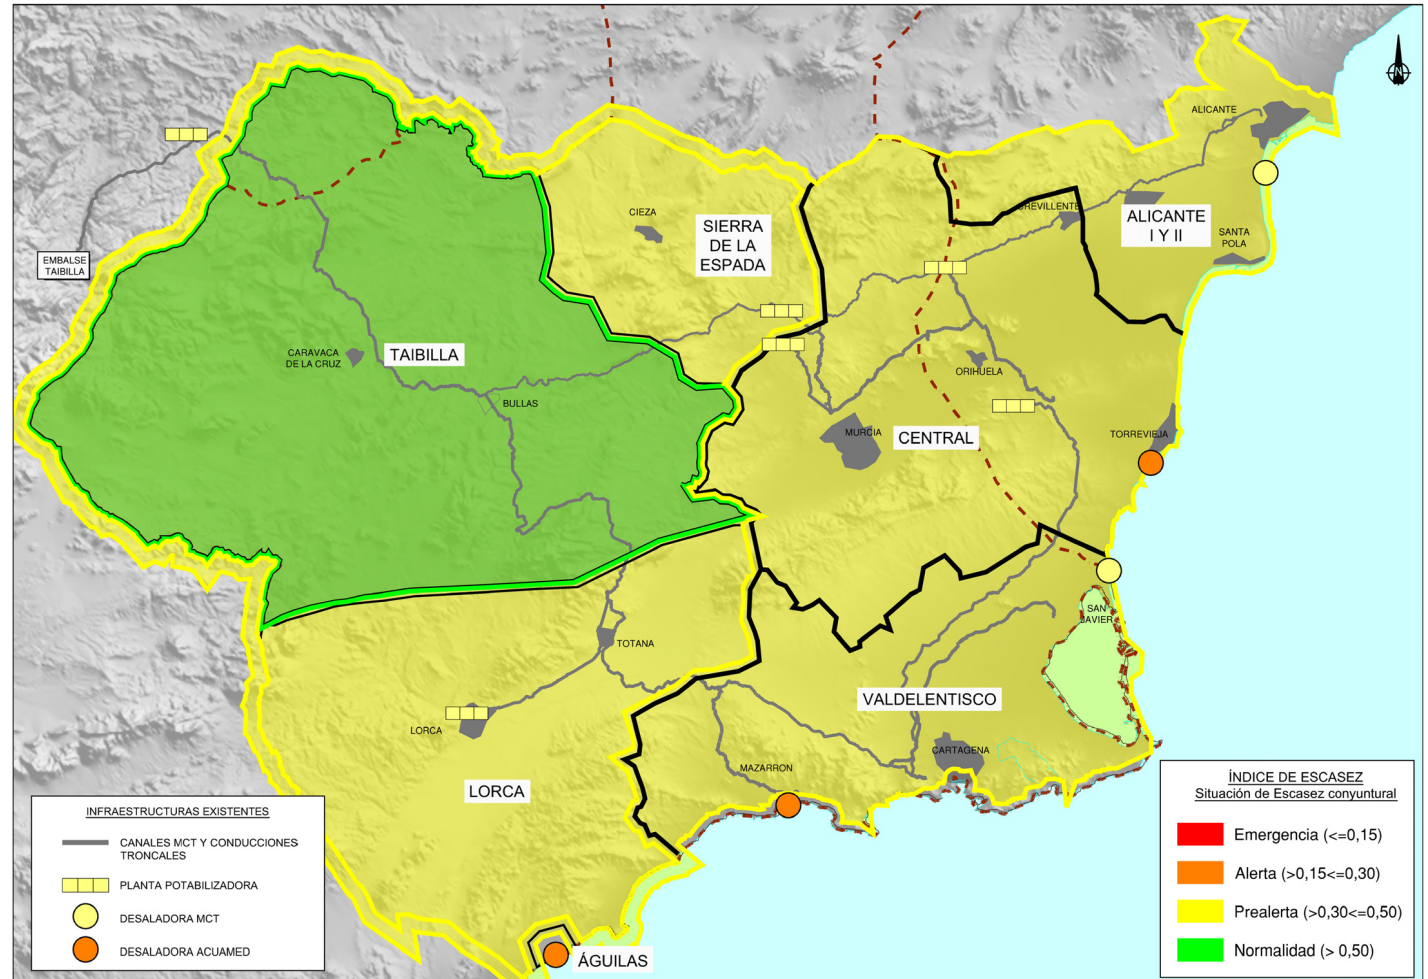 N
ALICANTE
CIEZA
SIERRA
DE LA
ESPADA
CREVILLENTE
ALICANTE
I Y II
SANTA
POLA
EMBALSE
TAIBILLA
CARAVACA
DE LA CRUZ
TAIBILLA
ORIHUELA
BULLAS
MURCIA
CENTRAL
TORREVIEJA
SAN
JAVIER
TOTANA
VALDELENTISCO
LORCA
CARTAGENA
MAZARRON
LORCA
ÁGUILAS
INFRAESTRUCTURAS EXISTENTES
CANALES MCT Y CONDUCCIONES
TRONCALES
PLANTA POTABILIZADORA
DESALADORA MCT
DESALADORA ACUAMED
ÍNDICE DE ESCASEZ
Situación de Escasez conyuntural
Emergencia (<=0,15)
Alerta (>0,15<=0,30)
Prealerta (>0,30<=0,50)
Normalidad (> 0,50)